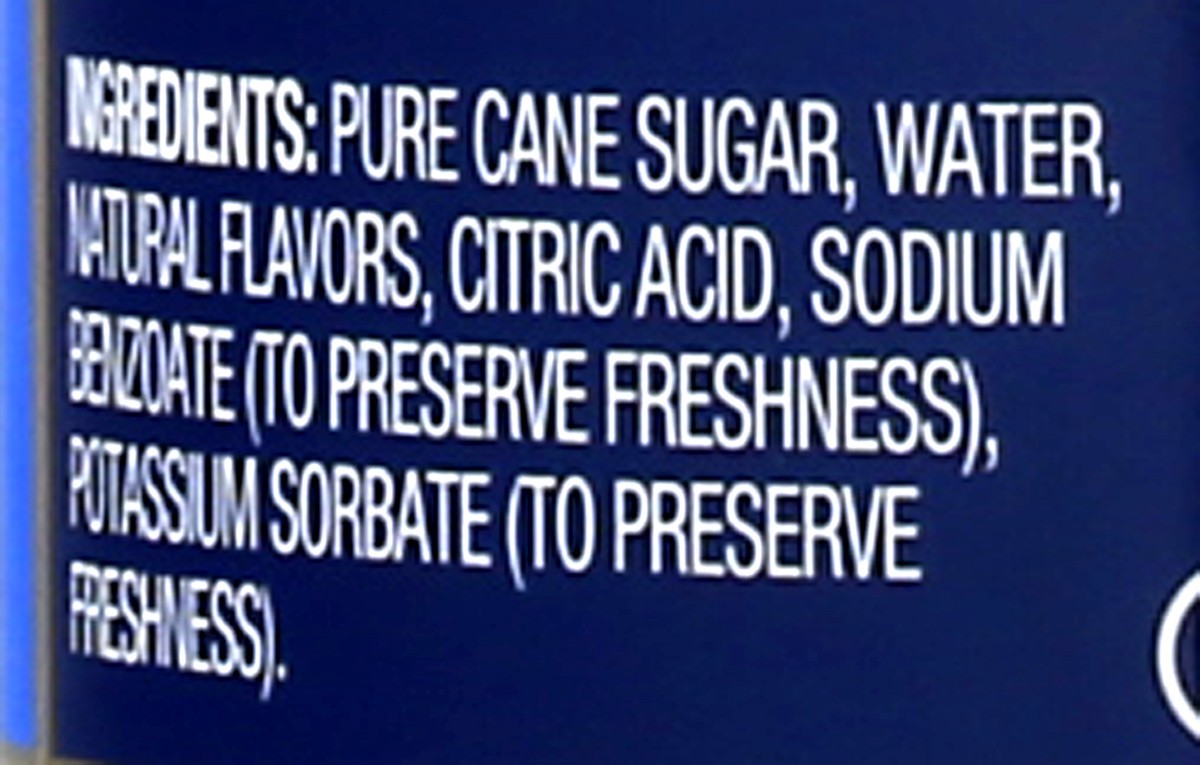 INGREDIENTS: PURE CANE SUGAR, WATER,
NATURAL FLAVORS, CITRIC ACID, SODIUM
BENZOATE (TO PRESERVE FRESHNESS),
POTASSIUM SORBATE (TO PRESERVE
FRESHNESS).